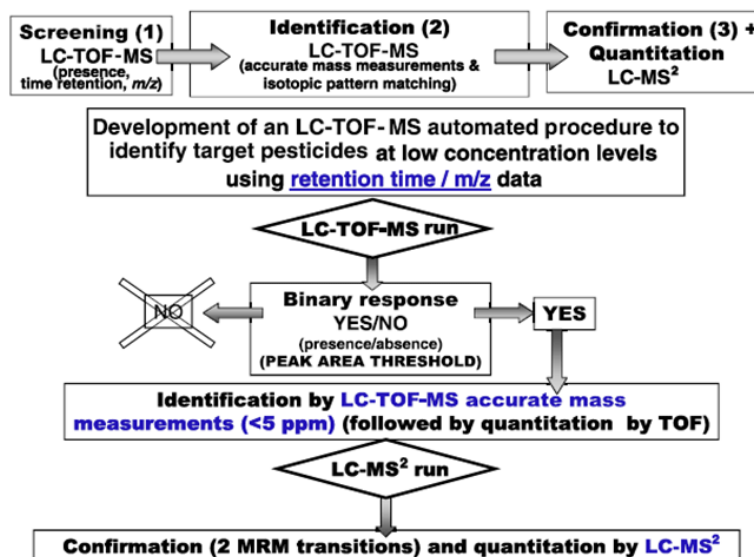 Screening (1)
LC-TOF-MS
(presence,
time retention, m/z)
Identification (2)
LC-TOF-MS
(accurate mass measurements &
isotopic pattern matching)
Confirmation (3) +
Quantitation
LC-MS²
Development of an LC-TOF-MS automated procedure to
identify target pesticides at low concentration levels
using retention time / m/z data
LC-TOF-MS run
NO
Binary response
YES/NO
(presence/absence)
(PEAK AREA THRESHOLD)
YES
Identification by LC-TOF-MS accurate mass
measurements (<5 ppm) (followed by quantitation by TOF)
LC-MS² run
Confirmation (2 MRM transitions) and quantitation by LC-MS²